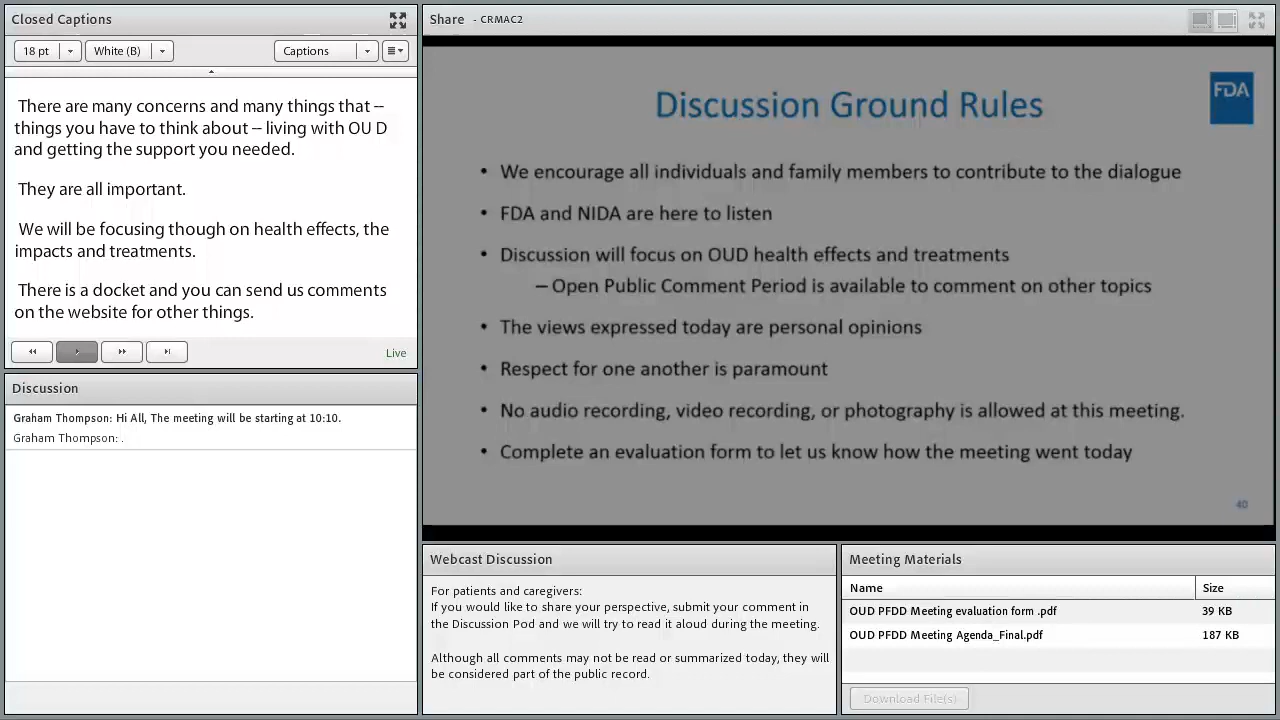 Closed Captions
18 pt
White (B)
Captions
There are many concerns and many things that --
things you have to think about -- living with OU D
and getting the support you needed.
They are all important.
We will be focusing though on health effects, the
impacts and treatments.
There is a docket and you can send us comments
on the website for other things.
Live
Discussion
Graham Thompson: Hi All, The meeting will be starting at 10:10.
Graham Thompson: .
Share - CRMAC2
FDA
Discussion Ground Rules
• We encourage all individuals and family members to contribute to the dialogue
• FDA and NIDA are here to listen
• Discussion will focus on OUD health effects and treatments
– Open Public Comment Period is available to comment on other topics
• The views expressed today are personal opinions
• Respect for one another is paramount
• No audio recording, video recording, or photography is allowed at this meeting.
• Complete an evaluation form to let us know how the meeting went today
40
Webcast Discussion
For patients and caregivers:
If you would like to share your perspective, submit your comment in
the Discussion Pod and we will try to read it aloud during the meeting.
Although all comments may not be read or summarized today, they will
be considered part of the public record.
Meeting Materials
Name Size
OUD PFDD Meeting evaluation form .pdf 39 KB
OUD PFDD Meeting Agenda_Final.pdf 187 KB
Download File(s)